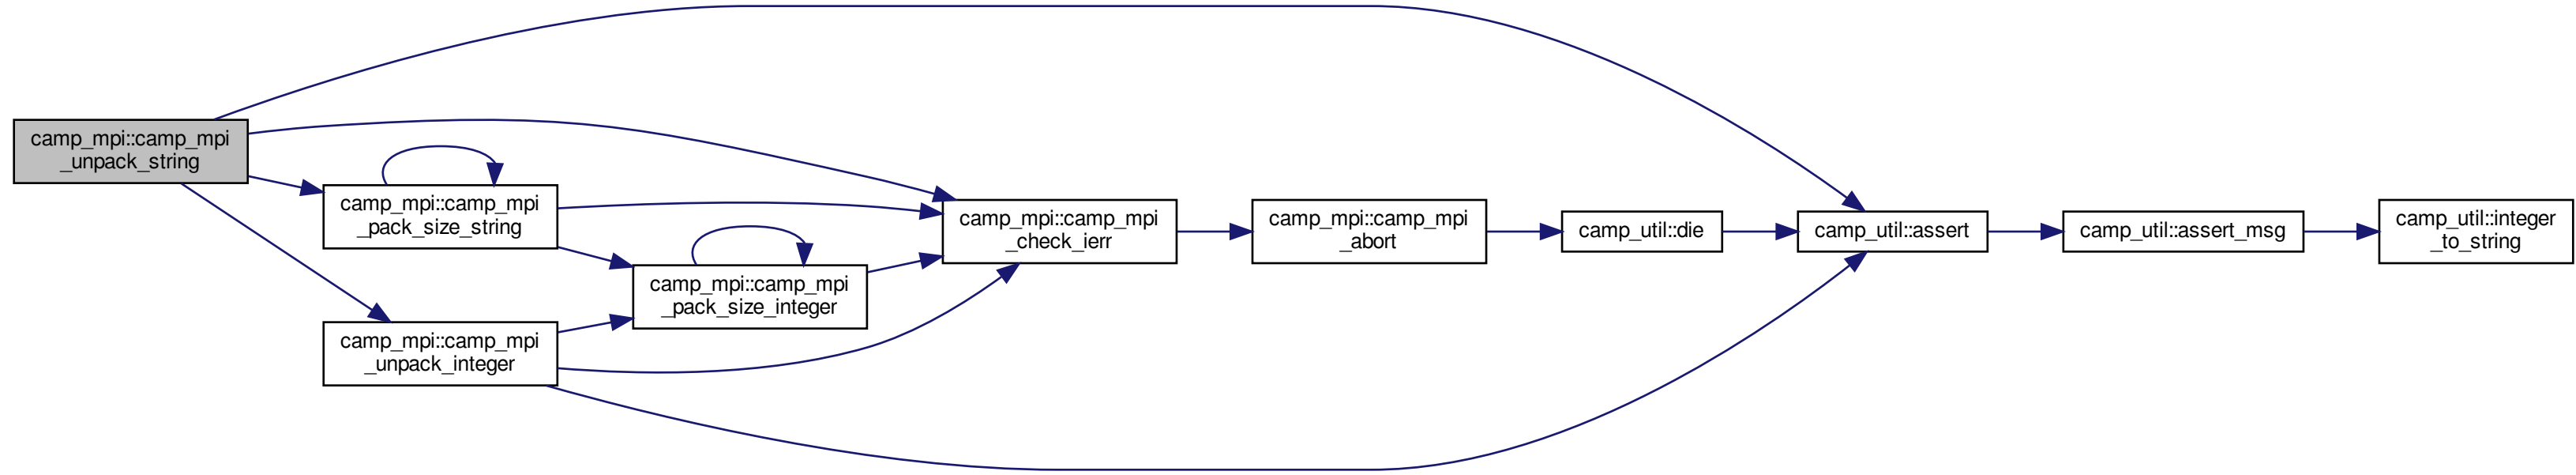 camp_mpi::camp_mpi
_unpack_string
camp_mpi::camp_mpi
_pack_size_string
camp_mpi::camp_mpi
_unpack_integer
camp_mpi::camp_mpi
_pack_size_integer
camp_mpi::camp_mpi
_check_ierr
camp_mpi::camp_mpi
_abort
camp_util::die
camp_util::assert
camp_util::assert_msg
camp_util::integer
_to_string